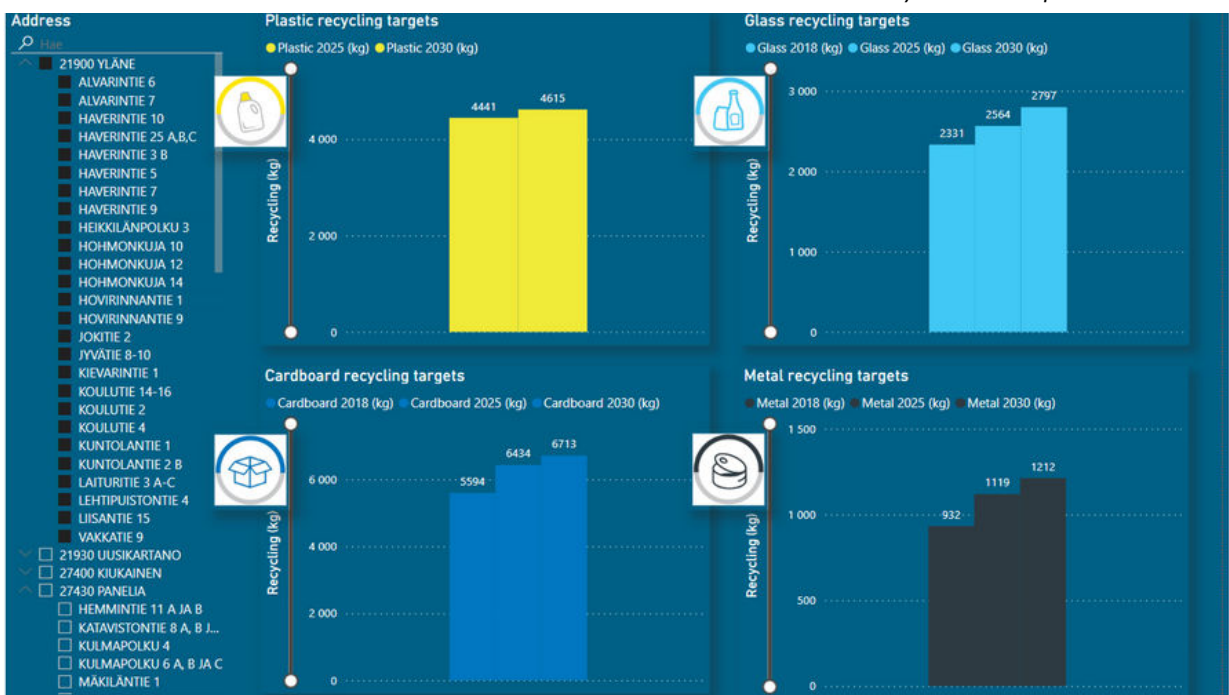 Address
Hae
21900 YLÄNE
ALVARINTIE 6
ALVARINTIE 7
HAVERINTIE 10
HAVERINTIE 25 A,B,C
HAVERINTIE 3 B
HAVERINTIE 5
HAVERINTIE 7
HAVERINTIE 9
HEIKKILÄNPOLKU 3
HOHMONKUJA 10
HOHMONKUJA 12
HOHMONKUJA 14
HOVIRINNANTIE 1
HOVIRINNANTIE 9
JOKITIE 2
JYVÄTIE 8-10
KIEVARINTIE 1
KOULUTIE 14-16
KOULUTIE 2
KOULUTIE 4
KUNTOLANTIE 1
KUNTOLANTIE 2 B
LAITURITIE 3 A-C
LEHTIPUISTONTIE 4
LIISANTIE 15
VAKKATIE 9
21930 UUSIKARTANO
27400 KIUKAINEN
27430 PANELIA
HEMMINTIE 11 A JA B
KATAVISTONTIE 8 A, B J...
KULMAPOLKU 4
KULMAPOLKU 6 A, B JA C
MÄKILÄNTIE 1
Plastic recycling targets
Plastic 2025 (kg) Plastic 2030 (kg)
4441 4615
4 000
2 000
0
Recycling (kg)
Glass recycling targets
Glass 2018 (kg) Glass 2025 (kg) Glass 2030 (kg)
3 000
2331 2564 2797
2 000
1 000
0
Recycling (kg)
Cardboard recycling targets
Cardboard 2018 (kg) Cardboard 2025 (kg) Cardboard 2030 (kg)
5594 6434 6713
6 000
4 000
2 000
0
Recycling (kg)
Metal recycling targets
Metal 2018 (kg) Metal 2025 (kg) Metal 2030 (kg)
1 500
932 1119 1212
1 000
500
0
Recycling (kg)